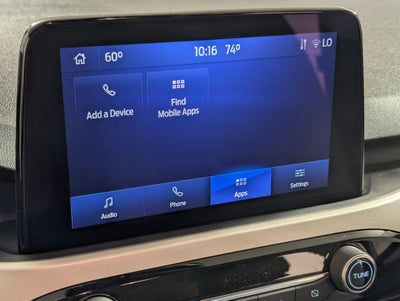 60° 10:16 74° LO
Add a Device
Find
Mobile Apps
Audio Phone Apps Settings
TUNE